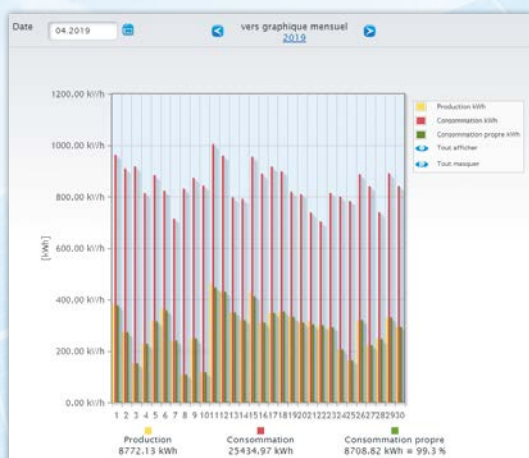 Date 04.2019 vers graphique mensuel
2019
1200,00 kW/h
1000,00 kW/h
800,00 kW/h
600,00 kW/h
400,00 kW/h
200,00 kW/h
0,00 kW/h
[kWh]
1 2 3 4 5 6 7 8 9 10 11 12 13 14 15 16 17 18 19 20 21 22 23 24 25 26 27 28 29 30
Production kWh
Consommation kWh
Consommation propre kWh
Tout afficher
Tout masquer
Production
8772.13 kWh
Consommation
25434.97 kWh
Consommation propre
8708.82 kWh = 99.3 %